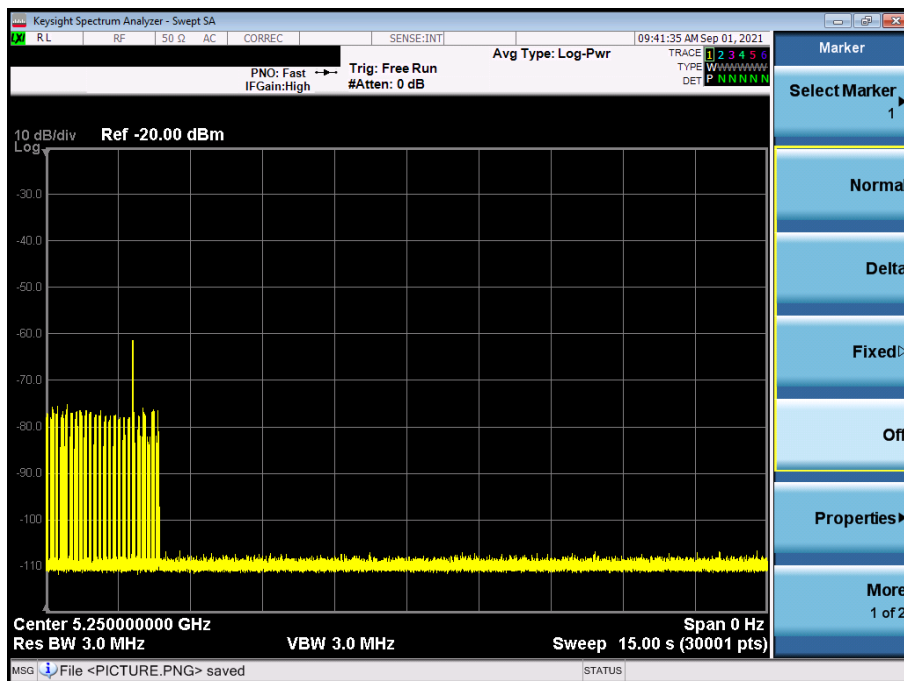 Keysight Spectrum Analyzer - Swept SA
LXI RL RF 50 Ω AC CORREC SENSE:INT 09:41:35 AM Sep 01, 2021
PNO: Fast
IFGain:High
Trig: Free Run
#Atten: 0 dB
Avg Type: Log-Pwr
TRACE 1 2 3 4 5 6
TYPE WWWWWWW
DET P N N N N N
10 dB/div Ref -20.00 dBm
Log
-30.0
-40.0
-50.0
-60.0
-70.0
-80.0
-90.0
-100
-110
Center 5.250000000 GHz Span 0 Hz
Res BW 3.0 MHz VBW 3.0 MHz Sweep 15.00 s (30001 pts)
MSG File <PICTURE.PNG> saved STATUS
Marker
Select Marker
1
Normal
Delta
Fixed
Off
Properties
More
1 of 2